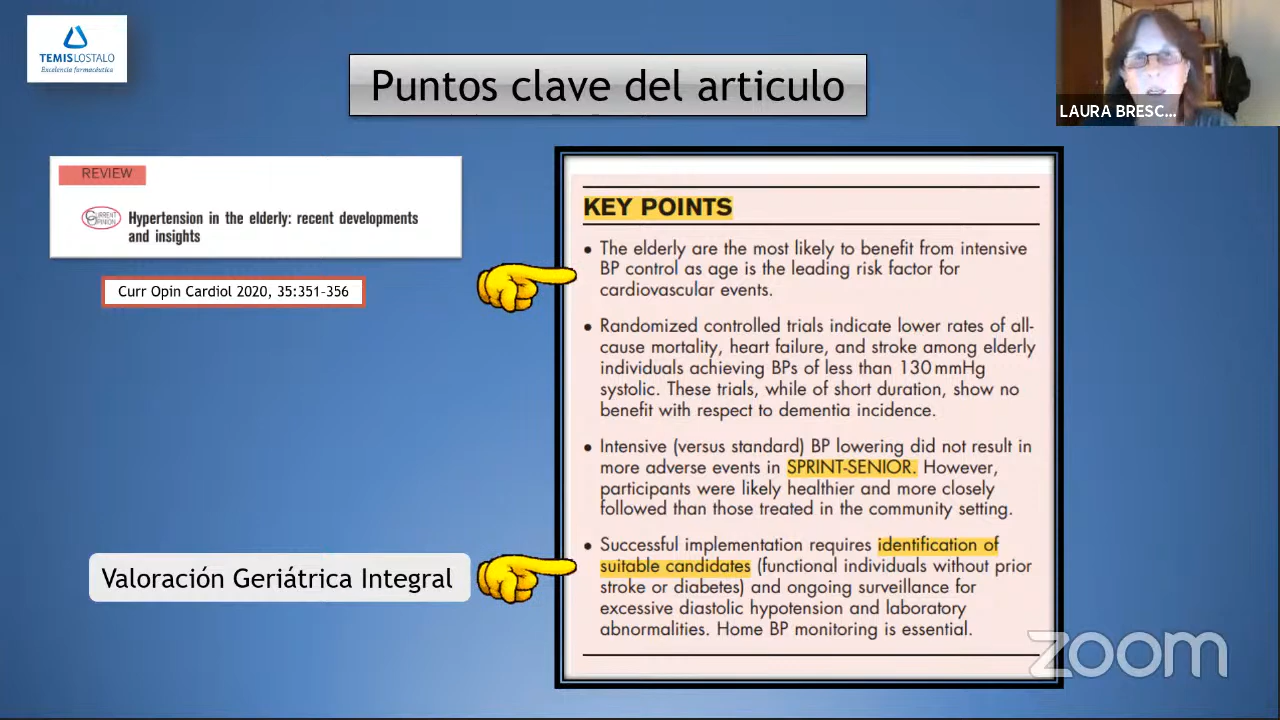 TEMISLOSTALO
Excelencia farmacéutica
Puntos clave del articulo
LAURA BRESC...
REVIEW
CURRENT
OPINION
Hypertension in the elderly: recent developments
and insights
Curr Opin Cardiol 2020, 35:351–356
KEY POINTS
• The elderly are the most likely to benefit from intensive
BP control as age is the leading risk factor for
cardiovascular events.
• Randomized controlled trials indicate lower rates of all-
cause mortality, heart failure, and stroke among elderly
individuals achieving BPs of less than 130 mmHg
systolic. These trials, while of short duration, show no
benefit with respect to dementia incidence.
• Intensive (versus standard) BP lowering did not result in
more adverse events in SPRINT-SENIOR. However,
participants were likely healthier and more closely
followed than those treated in the community setting.
• Successful implementation requires identification of
suitable candidates (functional individuals without prior
stroke or diabetes) and ongoing surveillance for
excessive diastolic hypotension and laboratory
abnormalities. Home BP monitoring is essential.
Valoración Geriátrica Integral
zoom